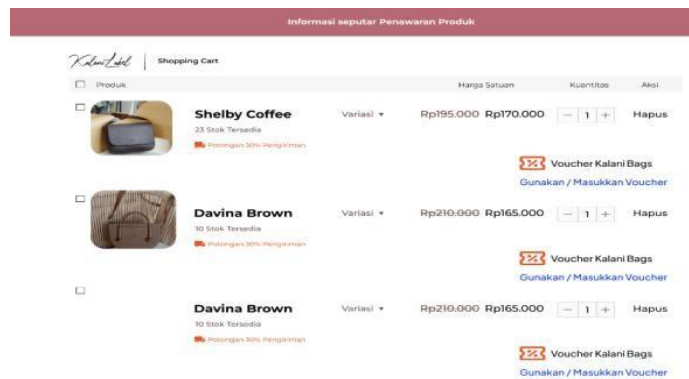 Informasi seputar Penawaran Produk
Kalani Label | Shopping Cart
Produk Harga Satuan Kuantitas Aksi
Shelby Coffee Variasi Rp195.000 Rp170.000 − 1 + Hapus
23 Stok Tersedia
Potongan 30% Pengiriman
Voucher Kalani Bags
Gunakan / Masukkan Voucher
Davina Brown Variasi Rp210.000 Rp165.000 − 1 + Hapus
10 Stok Tersedia
Potongan 30% Pengiriman
Voucher Kalani Bags
Gunakan / Masukkan Voucher
Davina Brown Variasi Rp210.000 Rp165.000 − 1 + Hapus
10 Stok Tersedia
Potongan 30% Pengiriman
Voucher Kalani Bags
Gunakan / Masukkan Voucher